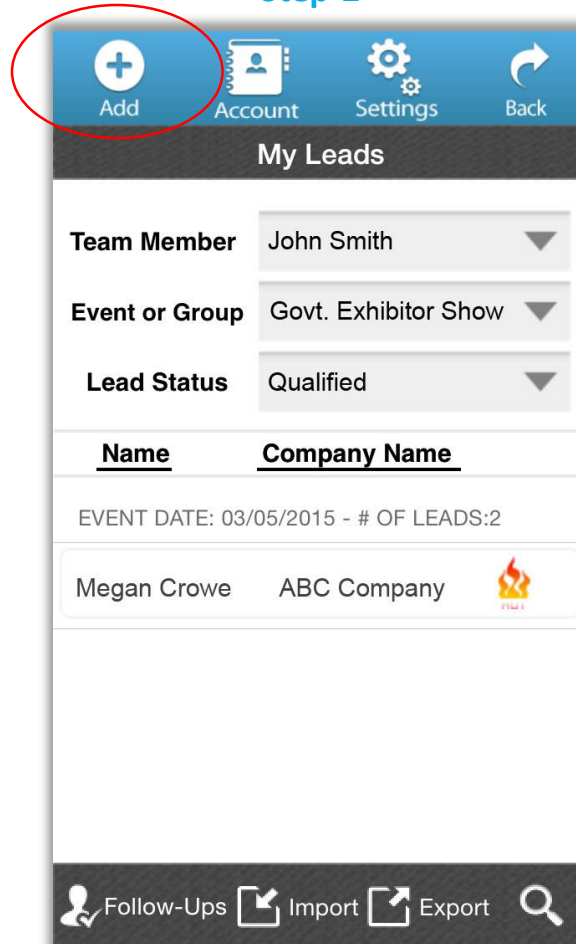 Add Account Settings Back
My Leads
Team Member John Smith
Event or Group Govt. Exhibitor Show
Lead Status Qualified
Name Company Name
EVENT DATE: 03/05/2015 - # OF LEADS:2
Megan Crowe ABC Company HOT
Follow-Ups Import Export